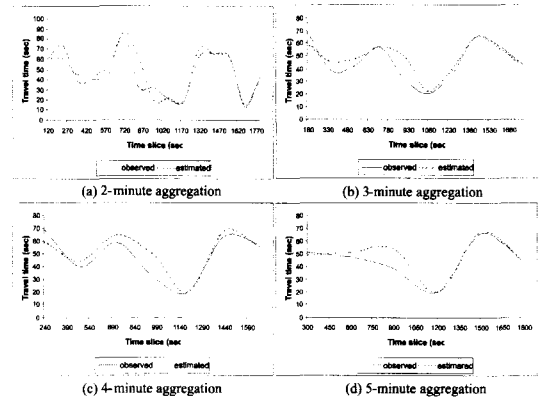 Travel time (sec)
100
90
80
70
60
50
40
30
20
10
0
120 270 420 570 720 870 1020 1170 1320 1470 1620 1770
Time slice (sec
observed estimated
(a) 2-minute aggregation
Travel time (sec)
80
70
60
50
40
30
20
10
0
180 330 480 630 780 930 1080 1230 1380 1530 1680
Time slice (sec
observed estimated
(b) 3-minute aggregation
Travel time (sec)
80
70
60
50
40
30
20
10
0
240 390 540 690 840 990 1140 1290 1440 1590
Time slice (sec
observed estimated
(c) 4-minute aggregation
Travel time (sec)
80
70
60
50
40
30
20
10
0
300 450 600 750 900 1050 1200 1350 1500 1650 1800
Time slice (sec
observed estimated
(d) 5-minute aggregation